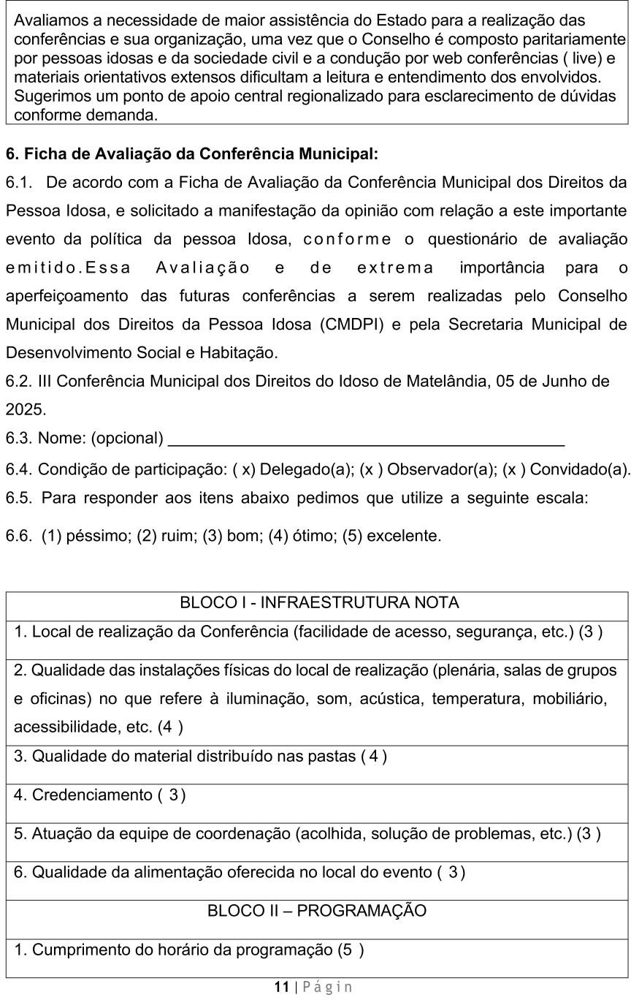 Avaliamos a necessidade de maior assistência do Estado para a realização das
conferências e sua organização, uma vez que o Conselho é composto paritariamente
por pessoas idosas e da sociedade civil e a condução por web conferências ( live) e
materiais orientativos extensos dificultam a leitura e entendimento dos envolvidos.
Sugerimos um ponto de apoio central regionalizado para esclarecimento de dúvidas
conforme demanda.
6. Ficha de Avaliação da Conferência Municipal:
6.1. De acordo com a Ficha de Avaliação da Conferência Municipal dos Direitos da
Pessoa Idosa, e solicitado a manifestação da opinião com relação a este importante
evento da política da pessoa Idosa, conforme o questionário de avaliação
emitido.Essa Avaliação e de extrema importância para o
aperfeiçoamento das futuras conferências a serem realizadas pelo Conselho
Municipal dos Direitos da Pessoa Idosa (CMDPI) e pela Secretaria Municipal de
Desenvolvimento Social e Habitação.
6.2. III Conferência Municipal dos Direitos do Idoso de Matelândia, 05 de Junho de
2025.
6.3. Nome: (opcional) ____________________________________________
6.4. Condição de participação: ( x) Delegado(a); (x ) Observador(a); (x ) Convidado(a).
6.5. Para responder aos itens abaixo pedimos que utilize a seguinte escala:
6.6. (1) péssimo; (2) ruim; (3) bom; (4) ótimo; (5) excelente.
BLOCO I - INFRAESTRUTURA NOTA
1. Local de realização da Conferência (facilidade de acesso, segurança, etc.) (3 )
2. Qualidade das instalações físicas do local de realização (plenária, salas de grupos
e oficinas) no que refere à iluminação, som, acústica, temperatura, mobiliário,
acessibilidade, etc. (4 )
3. Qualidade do material distribuído nas pastas ( 4 )
4. Credenciamento ( 3 )
5. Atuação da equipe de coordenação (acolhida, solução de problemas, etc.) (3 )
6. Qualidade da alimentação oferecida no local do evento ( 3 )
BLOCO II – PROGRAMAÇÃO
1. Cumprimento do horário da programação (5 )
11 | Págin